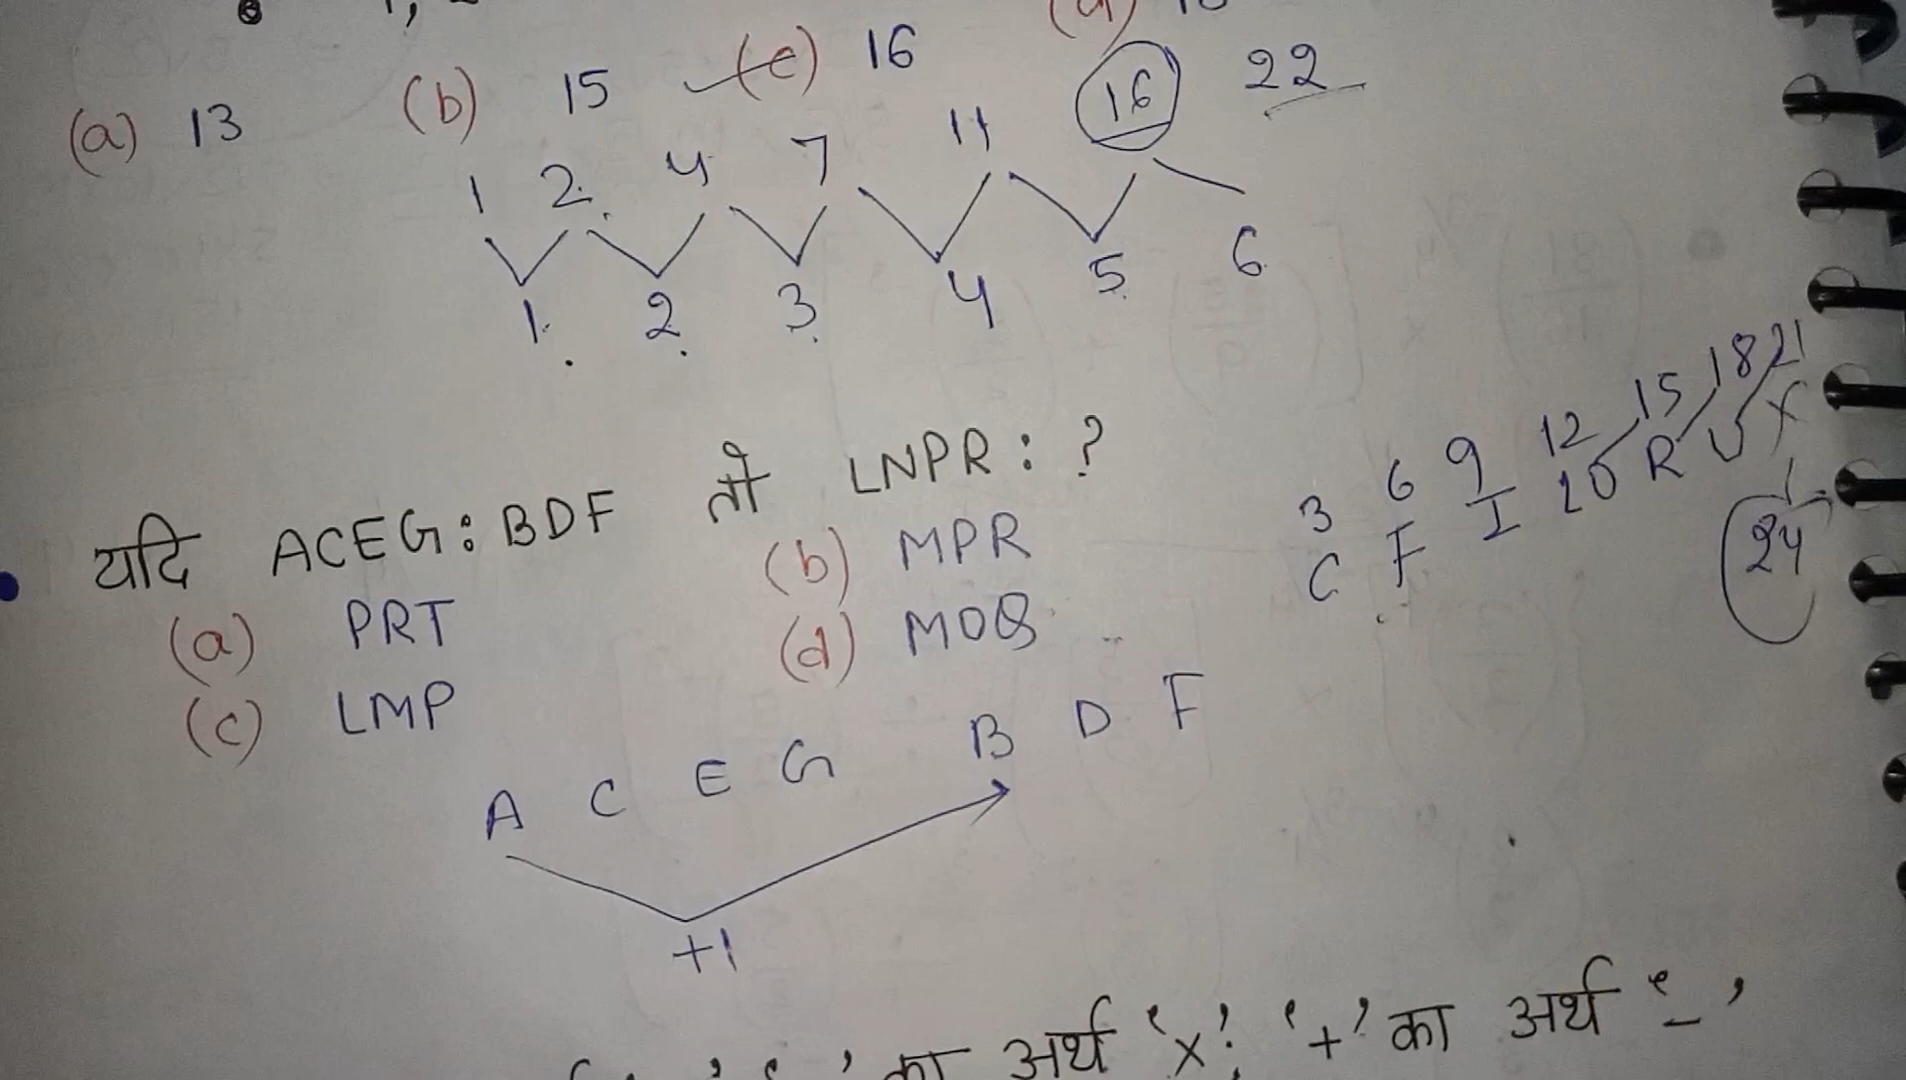 (a) 13 (b) 15 (c) 16 (d)
1 2 4 7 11 16 22
1 2 3 4 5 6
यदि ACEG : BDF तो LNPR : ?
(a) PRT (b) MPR
(c) LMP (d) MOQ
3 6 9 12 15 18 21
C F I L O R U X
24
A C E G B D F
+1
का अर्थ 'x'; '+' का अर्थ '-'